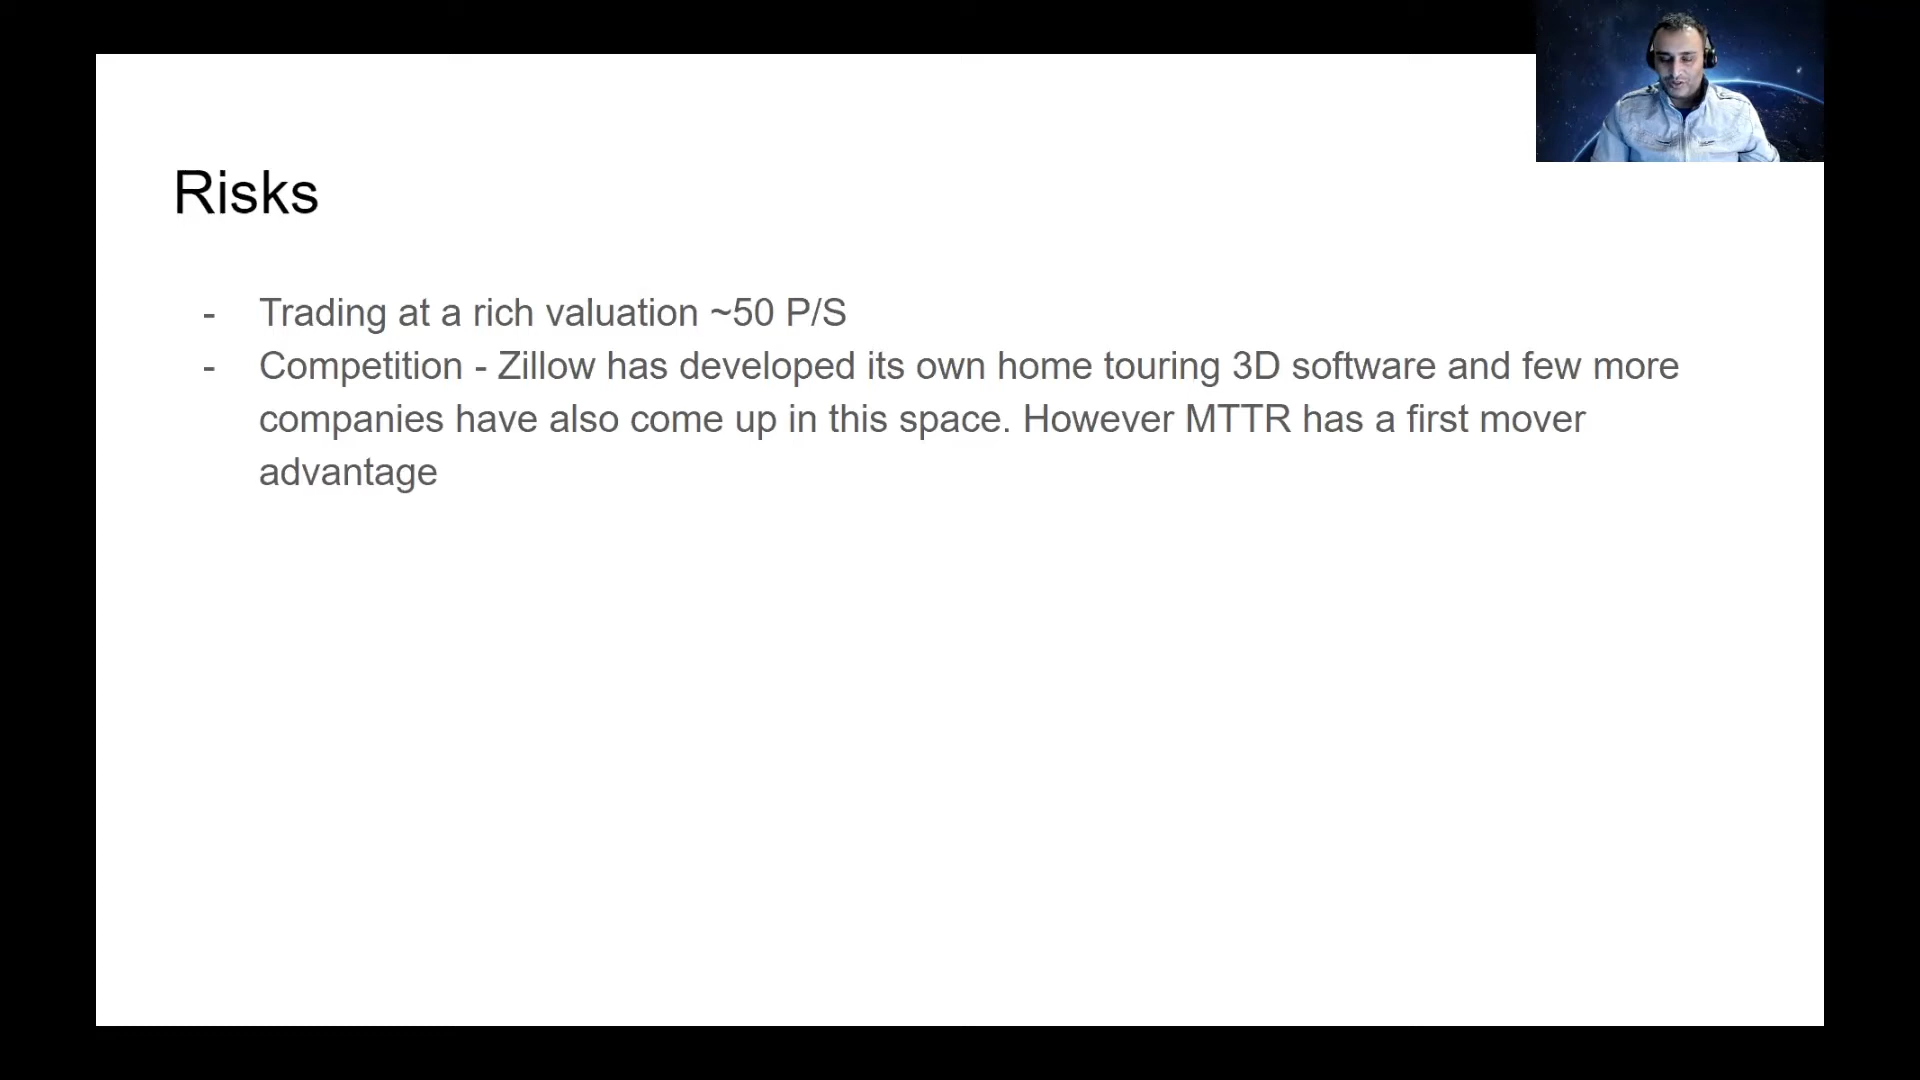 Risks
- Trading at a rich valuation ~50 P/S
- Competition - Zillow has developed its own home touring 3D software and few more
companies have also come up in this space. However MTTR has a first mover
advantage